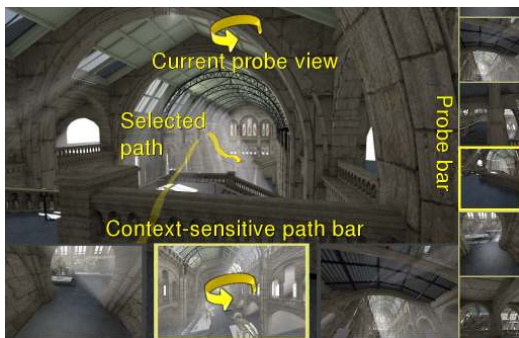 Current probe view
Selected
path
Probe bar
Context-sensitive path bar